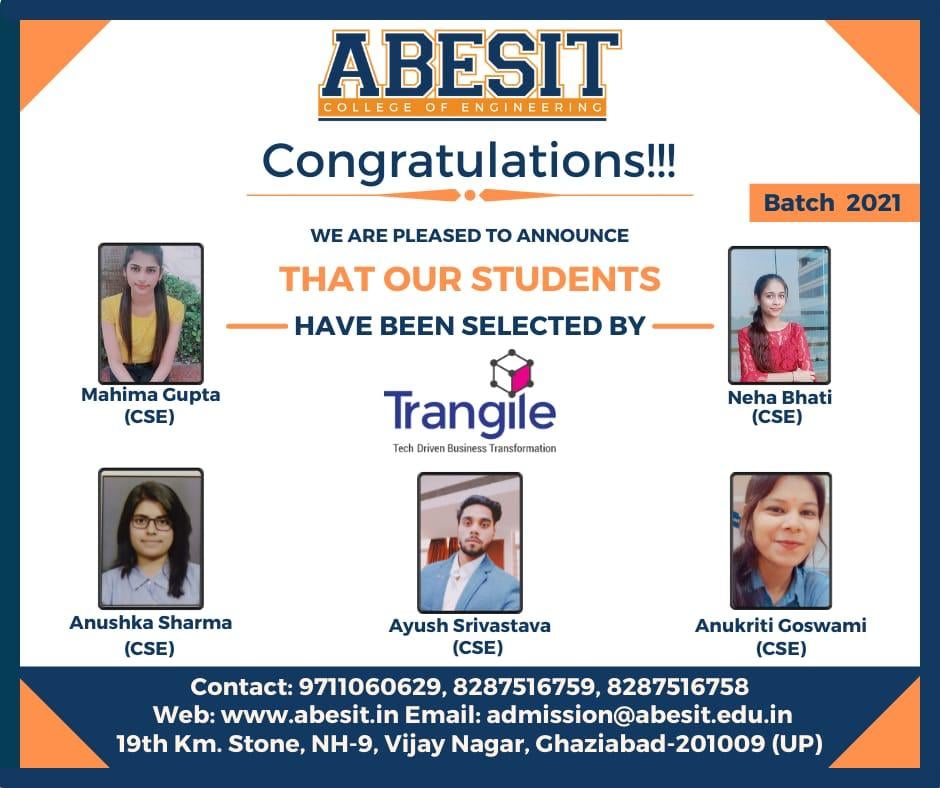 ABESIT
COLLEGE OF ENGINEERING
Congratulations!!!
Batch 2021
WE ARE PLEASED TO ANNOUNCE
THAT OUR STUDENTS
HAVE BEEN SELECTED BY
Trangile
Tech Driven Business Transformation
Mahima Gupta
(CSE)
Neha Bhati
(CSE)
Anushka Sharma
(CSE)
Ayush Srivastava
(CSE)
Anukriti Goswami
(CSE)
Contact: 9711060629, 8287516759, 8287516758
Web: www.abesit.in Email: admission@abesit.edu.in
19th Km. Stone, NH-9, Vijay Nagar, Ghaziabad-201009 (UP)